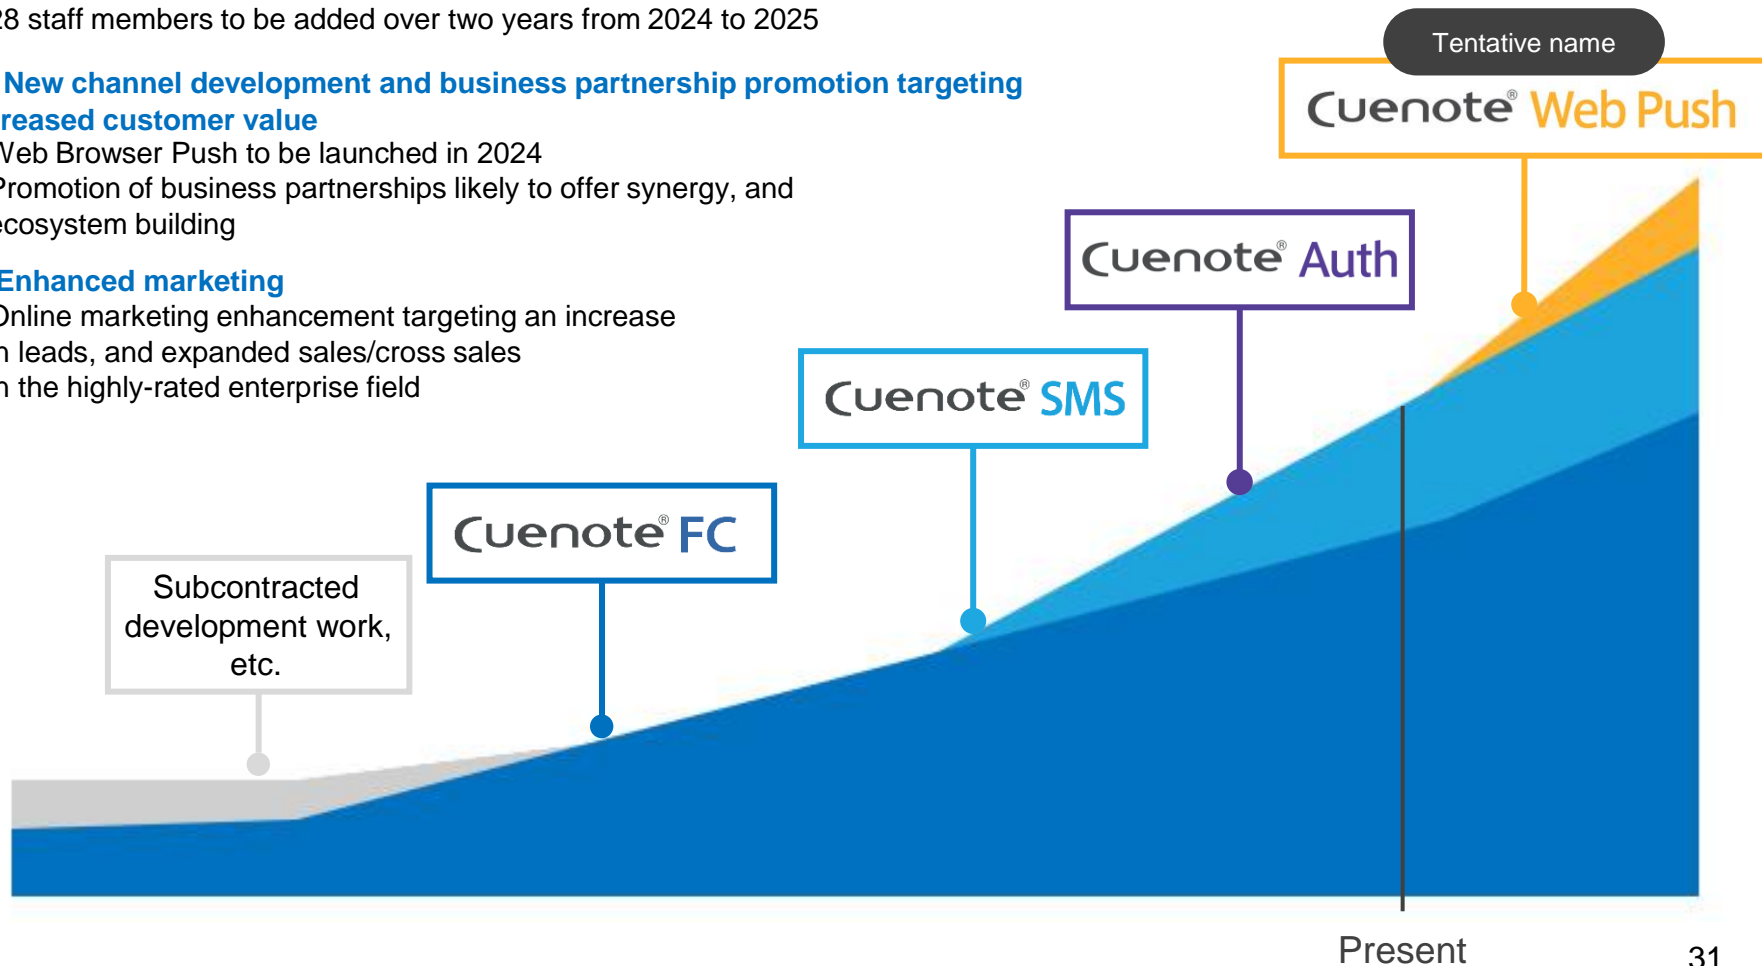 28 staff members to be added over two years from 2024 to 2025
New channel development and business partnership promotion targeting
reased customer value
Web Browser Push to be launched in 2024
Promotion of business partnerships likely to offer synergy, and
ecosystem building
Enhanced marketing
Online marketing enhancement targeting an increase
n leads, and expanded sales/cross sales
n the highly-rated enterprise field
Tentative name
Cuenote® Web Push
Cuenote® Auth
Cuenote® SMS
Cuenote® FC
Subcontracted
development work,
etc.
Present
31